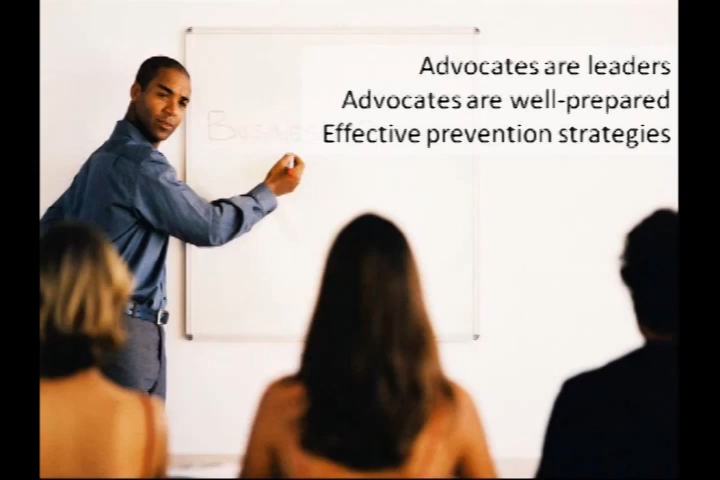 Advocates are leaders
Advocates are well-prepared
Effective prevention strategies